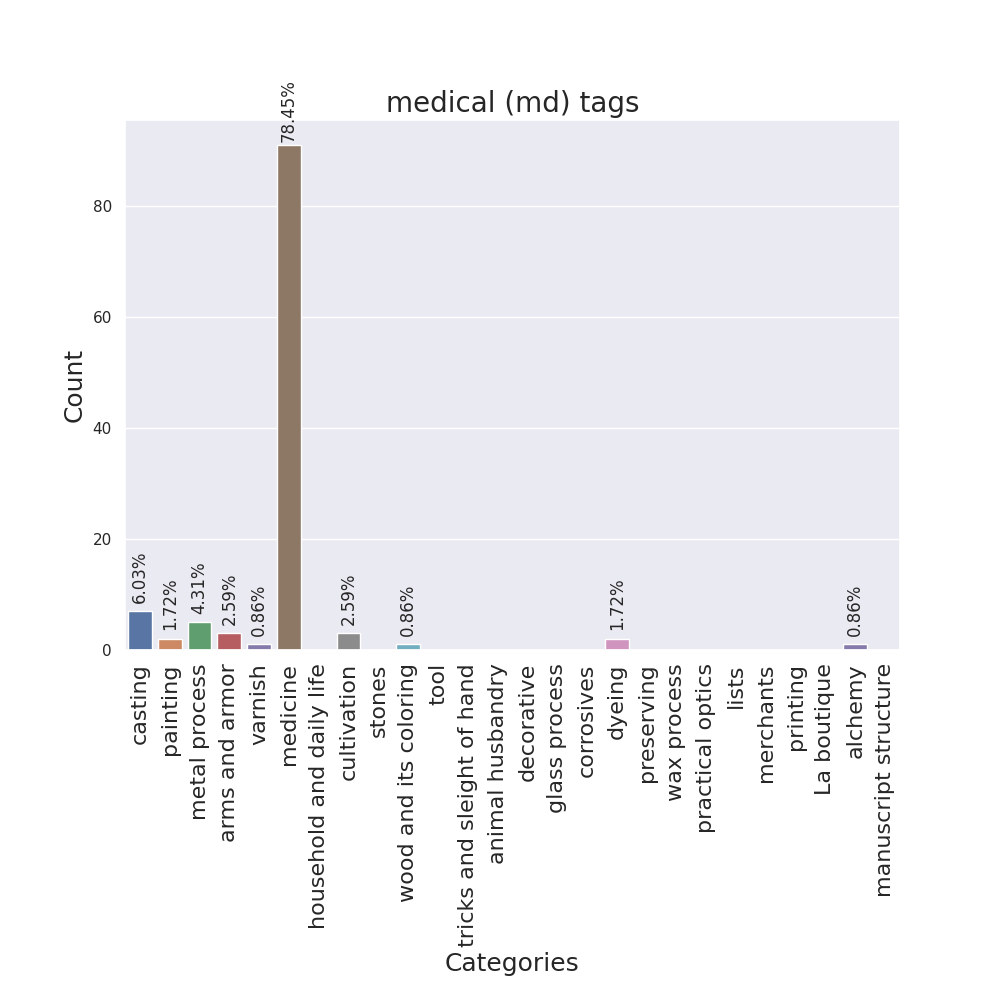 medical (md) tags
Count
80
60
40
20
0
6.03%
1.72%
4.31%
2.59%
0.86%
78.45%
2.59%
0.86%
1.72%
0.86%
casting
painting
metal process
arms and armor
varnish
medicine
household and daily life
cultivation
stones
wood and its coloring
tool
tricks and sleight of hand
animal husbandry
decorative
glass process
corrosives
dyeing
preserving
wax process
practical optics
lists
merchants
printing
La boutique
alchemy
manuscript structure
Categories